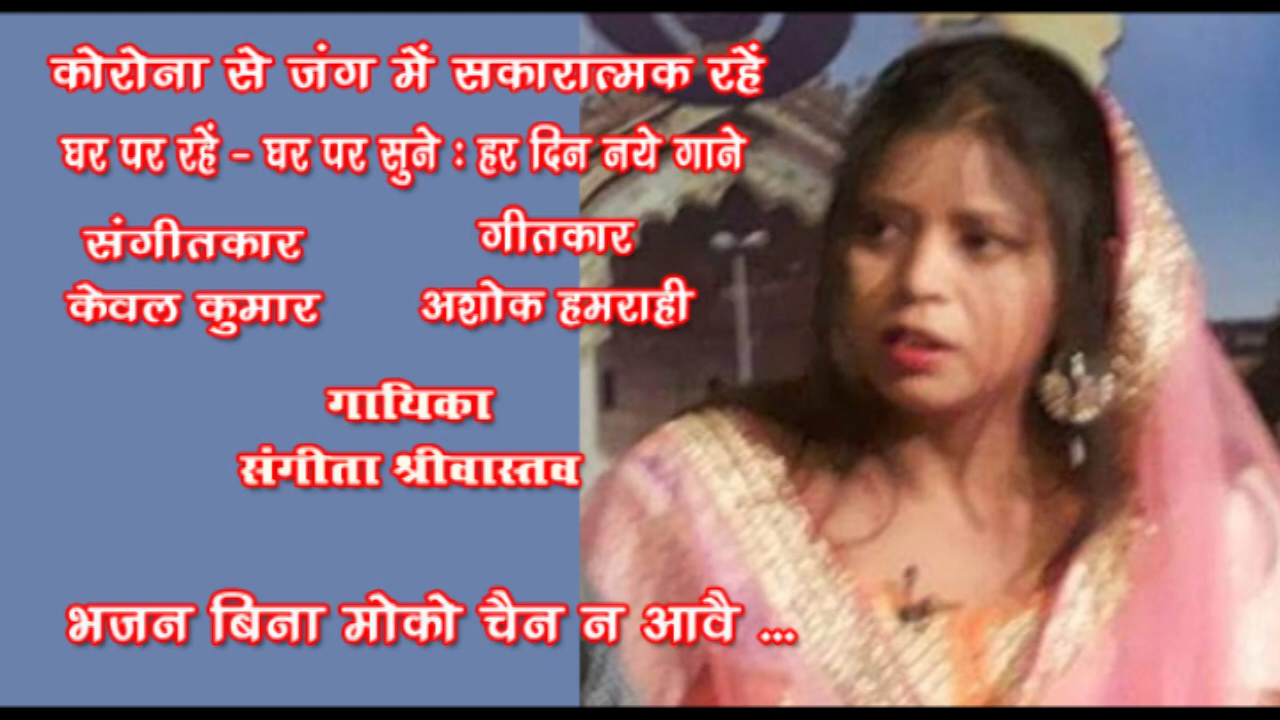 कोरोना से जंग में सकारात्मक रहें
घर पर रहें - घर पर सुने : हर दिन नये गाने
संगीतकार
केवल कुमार
गीतकार
अशोक हमराही
गायिका
संगीता श्रीवास्तव
भजन बिना मोको चैन न आवै ...